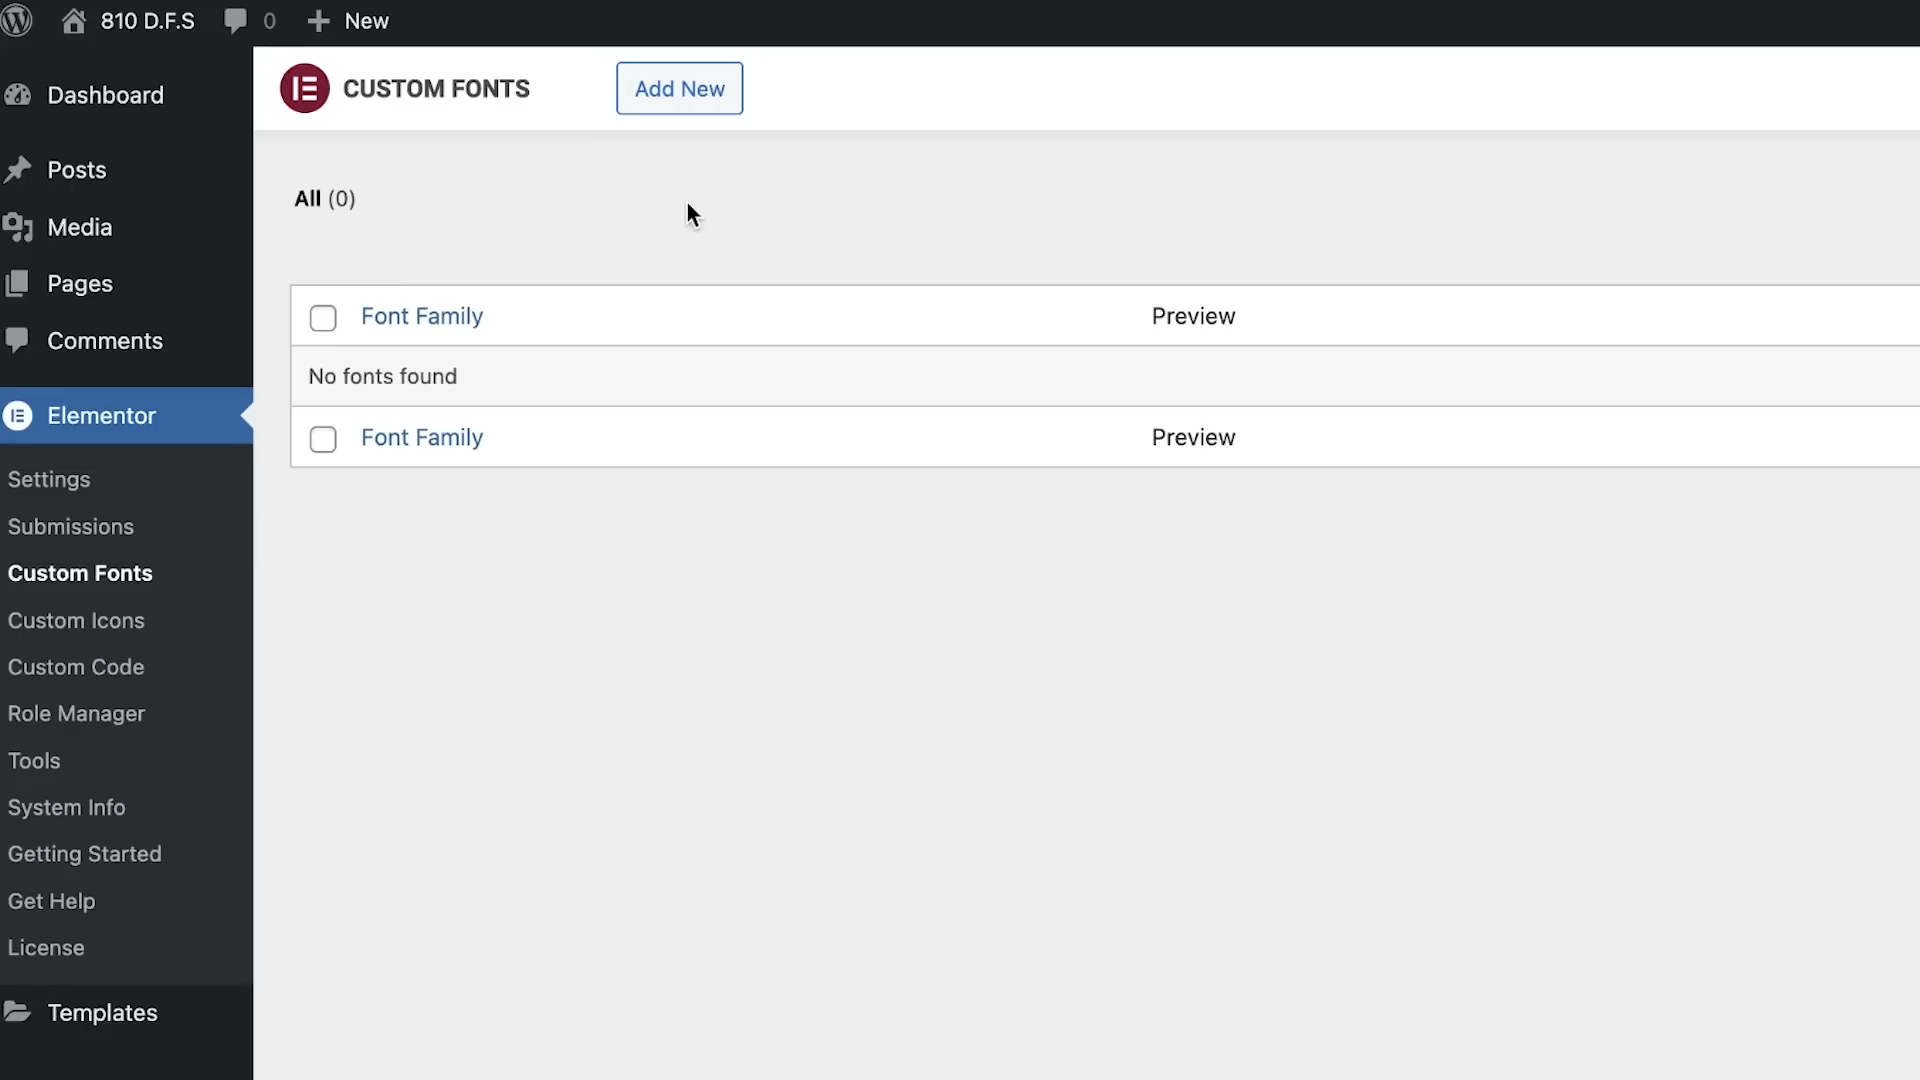 810 D.F.S 0 New
Dashboard
Posts
Media
Pages
Comments
Elementor
Settings
Submissions
Custom Fonts
Custom Icons
Custom Code
Role Manager
Tools
System Info
Getting Started
Get Help
License
Templates
CUSTOM FONTS Add New
All (0)
Font Family Preview
No fonts found
Font Family Preview